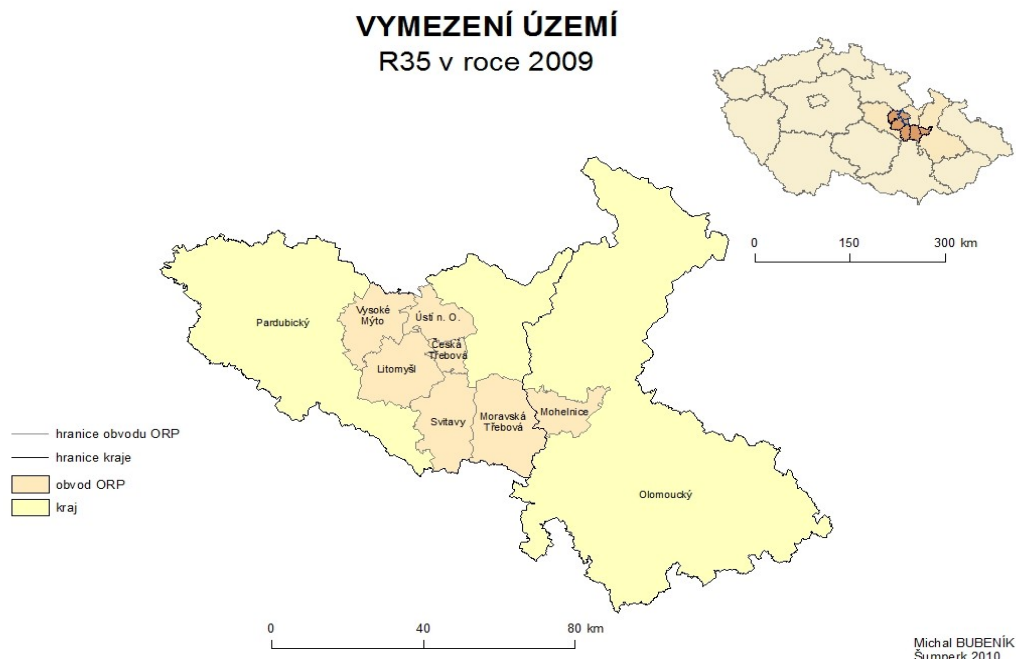 VYMEZENÍ ÚZEMÍ
R35 v roce 2009
0 150 300 km
Vysoké
Mýto
Ústí n. O.
Pardubický
Česká
Třebová
Litomyšl
Svitavy
Moravská
Třebová
Mohelnice
Olomoucký
hranice obvodu ORP
hranice kraje
obvod ORP
kraj
0 40 80 km
Michal BUBENÍK
Šumperk 2010